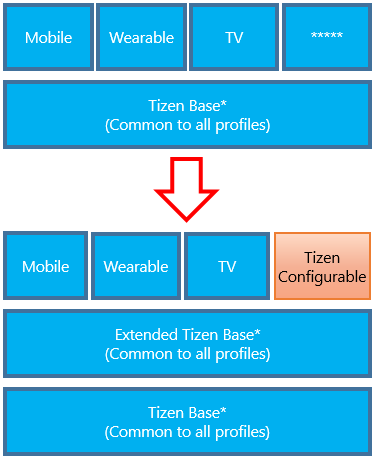 Mobile
Wearable
TV
*****
Tizen Base*
(Common to all profiles)
Mobile
Wearable
TV
Tizen
Configurable
Extended Tizen Base*
(Common to all profiles)
Tizen Base*
(Common to all profiles)